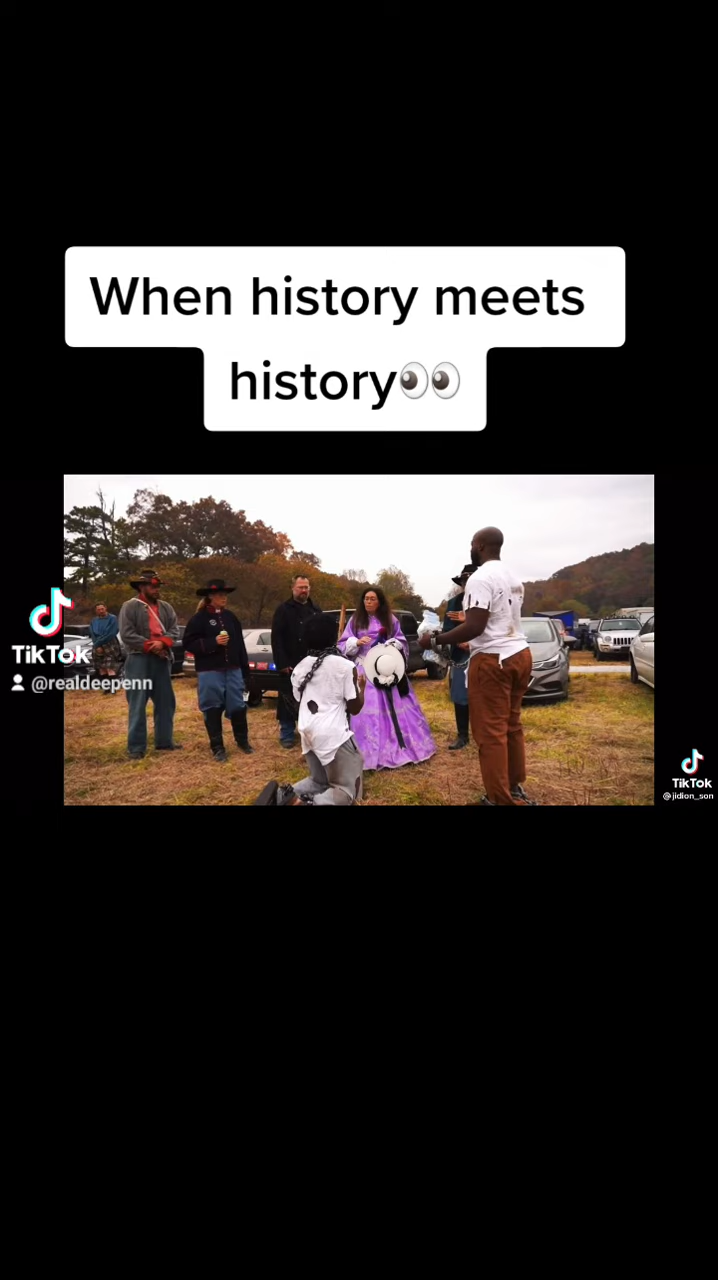 When history meets
history👀
TikTok
@realdeepenn
TikTok
@jidion_son